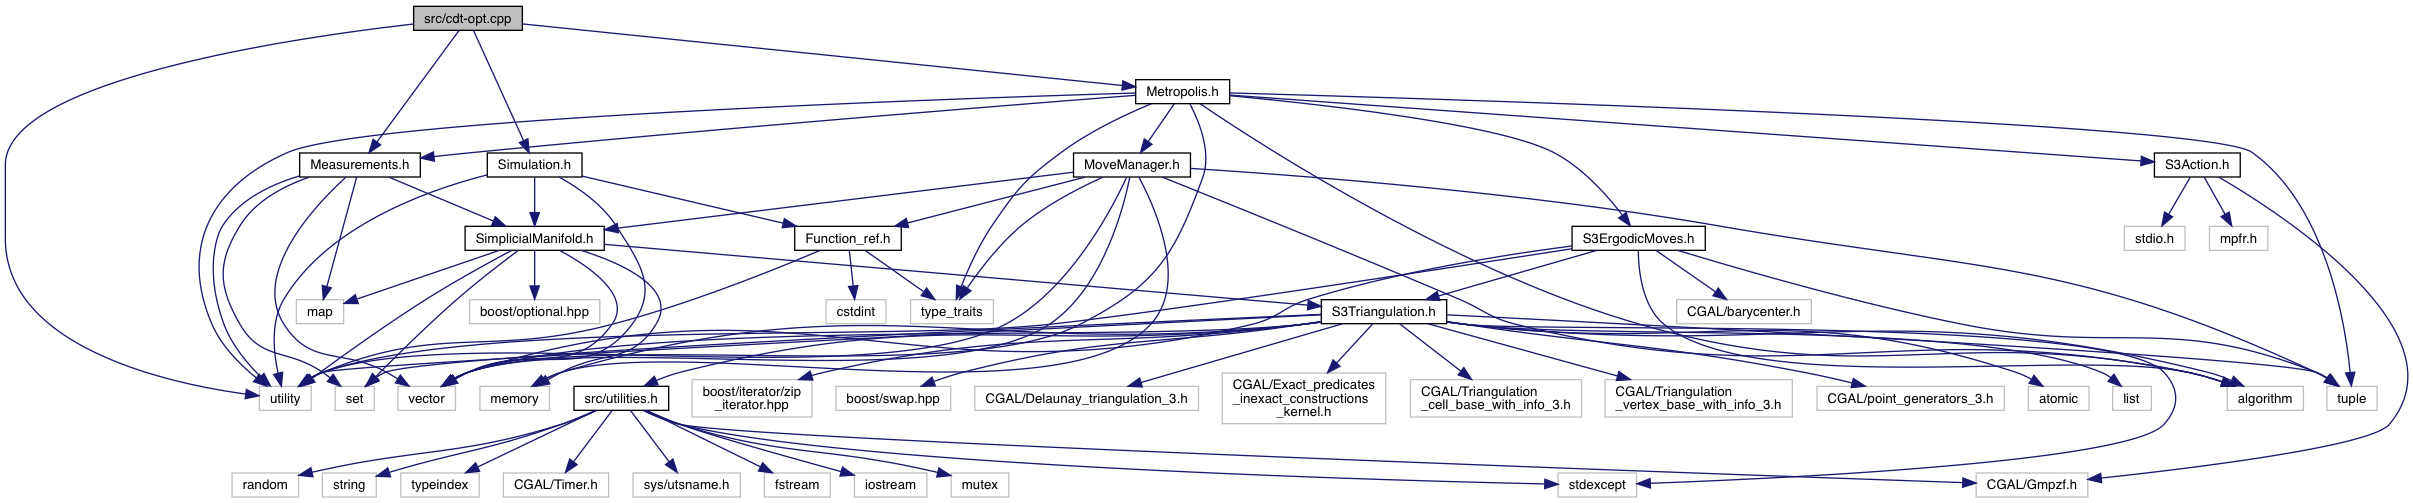 src/cdt-opt.cpp
Metropolis.h
Measurements.h
Simulation.h
MoveManager.h
S3Action.h
SimplicialManifold.h
Function_ref.h
S3ErgodicMoves.h
stdio.h
mpfr.h
map
boost/optional.hpp
cstdint
type_traits
S3Triangulation.h
CGAL/barycenter.h
utility
set
vector
memory
src/utilities.h
boost/iterator/zip
_iterator.hpp
boost/swap.hpp
CGAL/Delaunay_triangulation_3.h
CGAL/Exact_predicates
_inexact_constructions
_kernel.h
CGAL/Triangulation
_cell_base_with_info_3.h
CGAL/Triangulation
_vertex_base_with_info_3.h
CGAL/point_generators_3.h
atomic
list
algorithm
tuple
random
string
typeindex
CGAL/Timer.h
sys/utsname.h
fstream
iostream
mutex
stdexcept
CGAL/Gmpzf.h